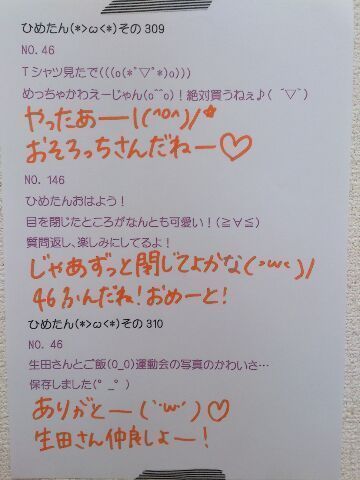 ひめたん(*>ω<*)その309
NO. 46
Tシャツ見たで(((o(*ﾟ▽ﾟ*)o)))
めっちゃかわえーじゃん(o^^o)！絶対買うねぇ♪( ´▽｀)
やったあーー!(^o^)/★
おそろっちさんだねー♡
NO. 146
ひめたんおはよう！
目を閉じたところがなんとも可愛い！(≧∀≦)
質問返し、楽しみにしてるよ！
じゃあずっと閉じてよかな(>ω<)/
46ふんだね!おめーと!
ひめたん(*>ω<*)その310
NO. 46
生田さんとご飯(O_O)運動会の写真のかわいさ…
保存しました(°_°)
ありがとー(´ω`)♡
生田さん仲良しよー!